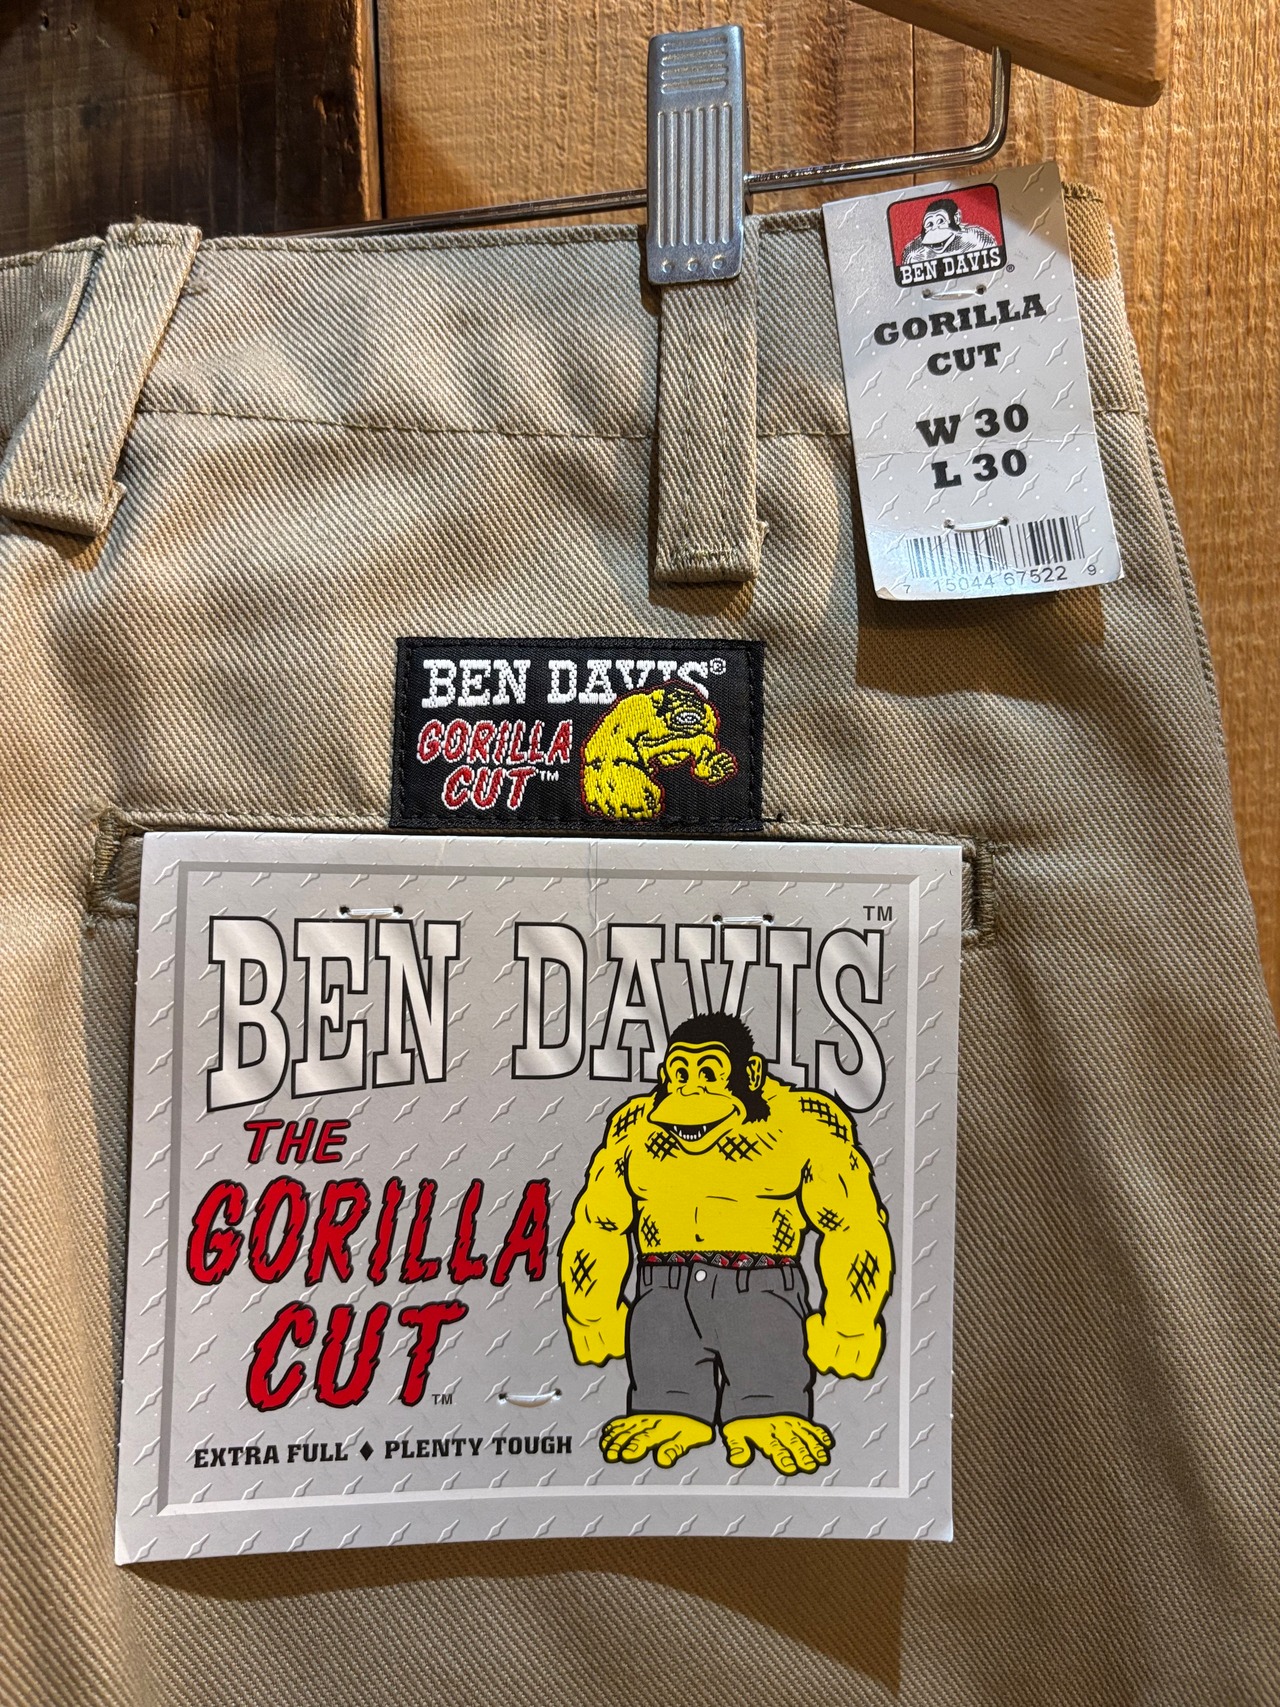 BEN DAVIS®
GORILLA
CUT
W 30
L 30
7 15044 67522 9
BEN DAVIS®
GORILLA
CUT™
BEN DAVIS™
THE
GORILLA
CUT™
EXTRA FULL ♦ PLENTY TOUGH